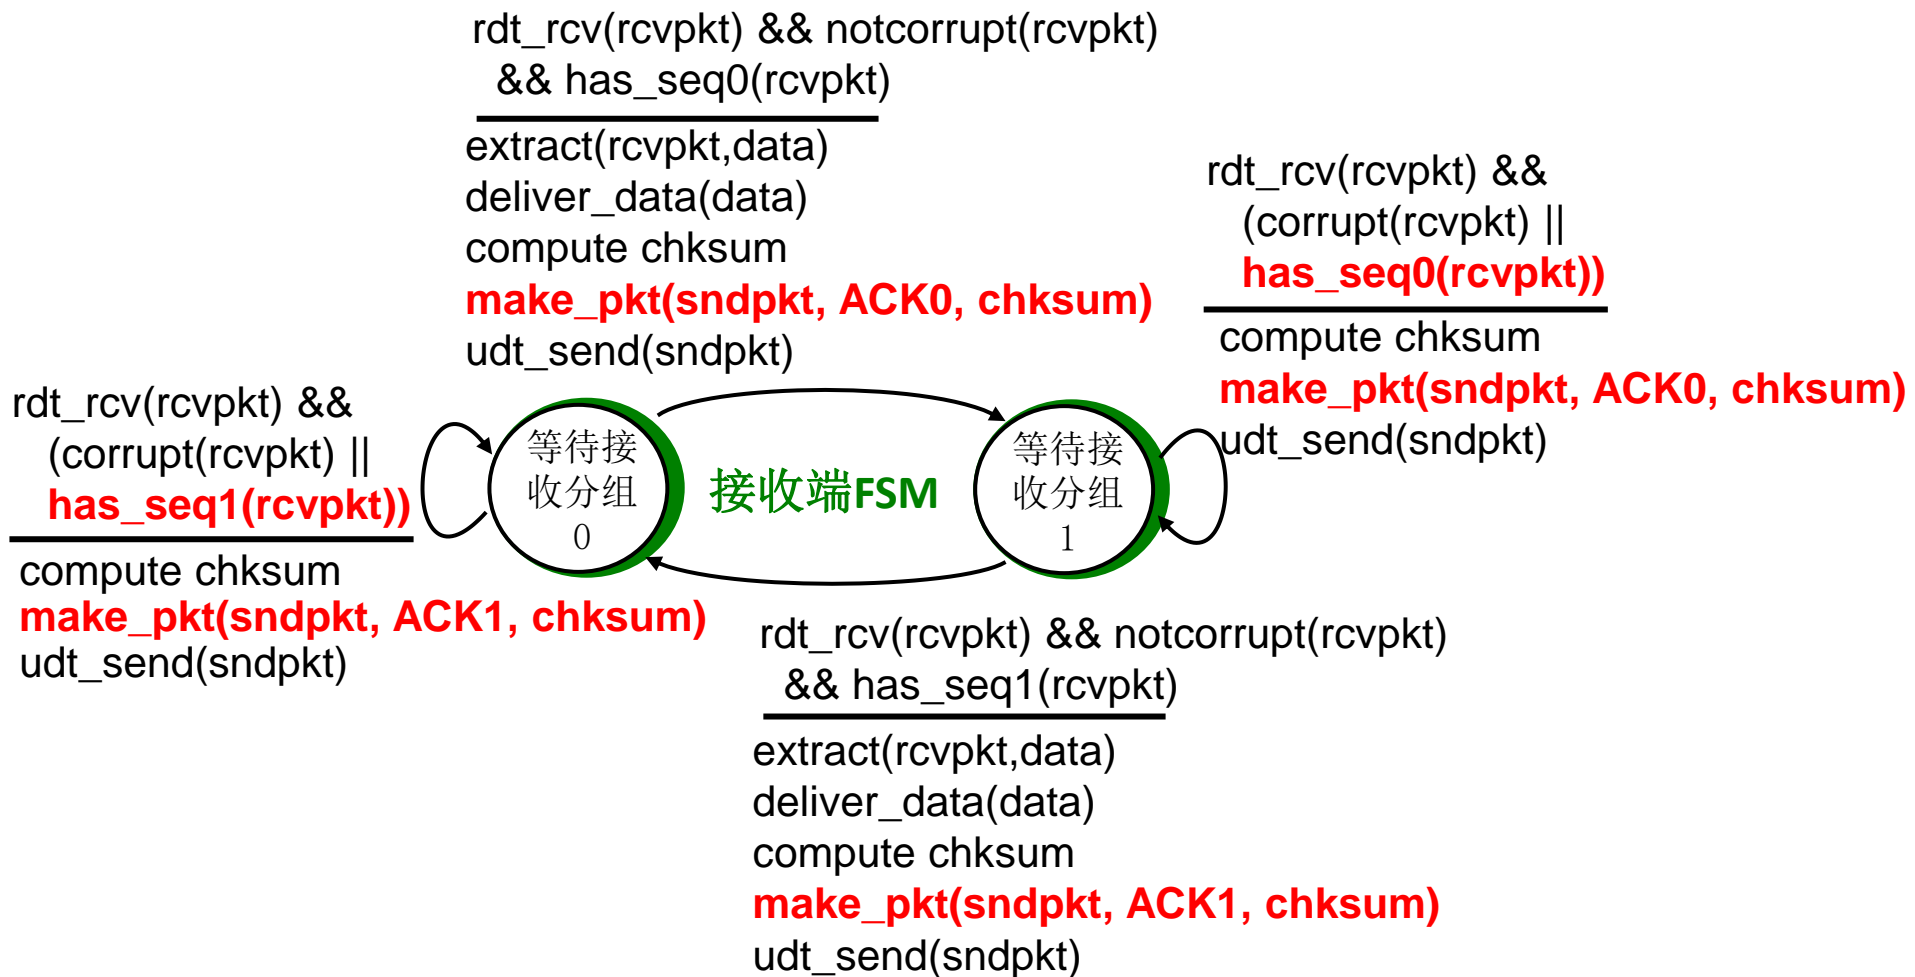 rdt_rcv(rcvpkt) && notcorrupt(rcvpkt)
&& has_seq0(rcvpkt)
extract(rcvpkt,data)
deliver_data(data)
compute chksum
make_pkt(sndpkt, ACK0, chksum)
udt_send(sndpkt)
rdt_rcv(rcvpkt) &&
(corrupt(rcvpkt) ||
has_seq0(rcvpkt))
compute chksum
make_pkt(sndpkt, ACK0, chksum)
udt_send(sndpkt)
rdt_rcv(rcvpkt) &&
(corrupt(rcvpkt) ||
has_seq1(rcvpkt))
compute chksum
make_pkt(sndpkt, ACK1, chksum)
udt_send(sndpkt)
等待接
收分组
0
接收端FSM
等待接
收分组
1
rdt_rcv(rcvpkt) && notcorrupt(rcvpkt)
&& has_seq1(rcvpkt)
extract(rcvpkt,data)
deliver_data(data)
compute chksum
make_pkt(sndpkt, ACK1, chksum)
udt_send(sndpkt)